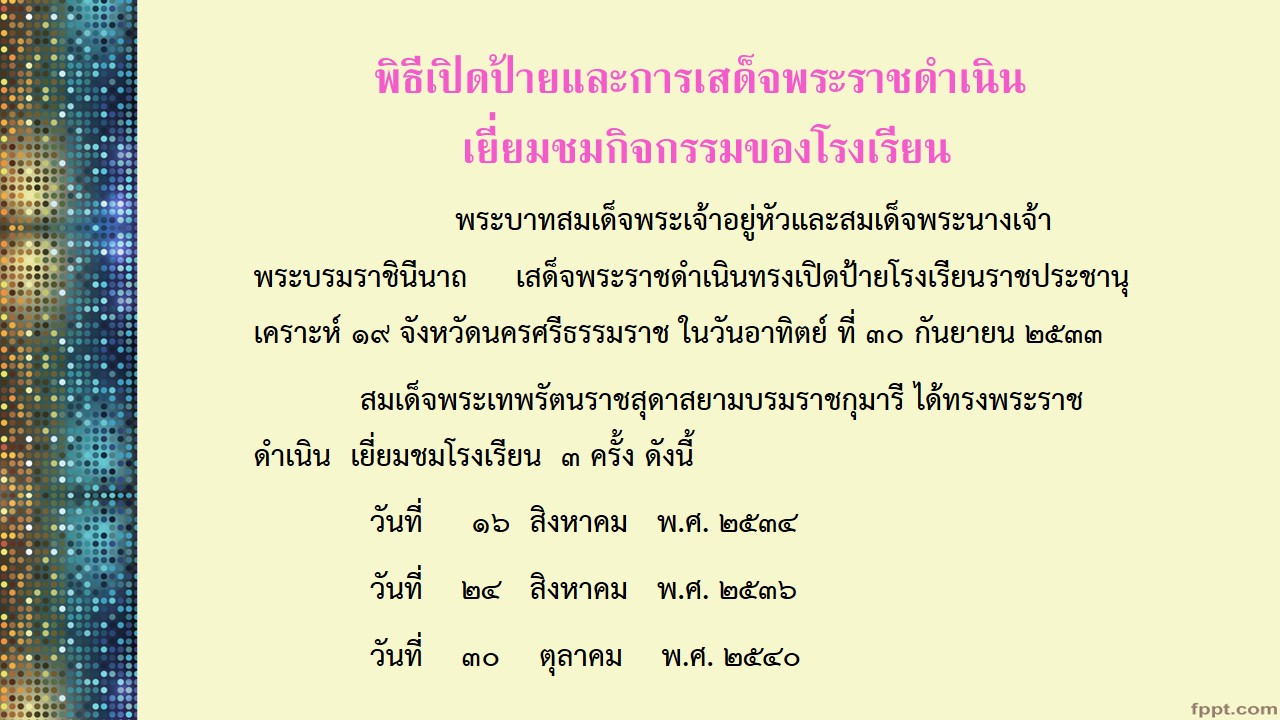 พิธีเปิดป้ายและการเสด็จพระราชดำเนิน
เยี่ยมชมกิจกรรมของโรงเรียน
พระบาทสมเด็จพระเจ้าอยู่หัวและสมเด็จพระนางเจ้า
พระบรมราชินีนาถ เสด็จพระราชดำเนินทรงเปิดป้ายโรงเรียนราชประชานุ
เคราะห์ ๑๙ จังหวัดนครศรีธรรมราช ในวันอาทิตย์ ที่ ๓๐ กันยายน ๒๕๓๓
สมเด็จพระเทพรัตนราชสุดาสยามบรมราชกุมารี ได้ทรงพระราช
ดำเนิน เยี่ยมชมโรงเรียน ๓ ครั้ง ดังนี้
วันที่ ๑๖ สิงหาคม พ.ศ. ๒๕๓๔
วันที่ ๒๔ สิงหาคม พ.ศ. ๒๕๓๖
วันที่ ๓๐ ตุลาคม พ.ศ. ๒๕๔๐
fppt.com